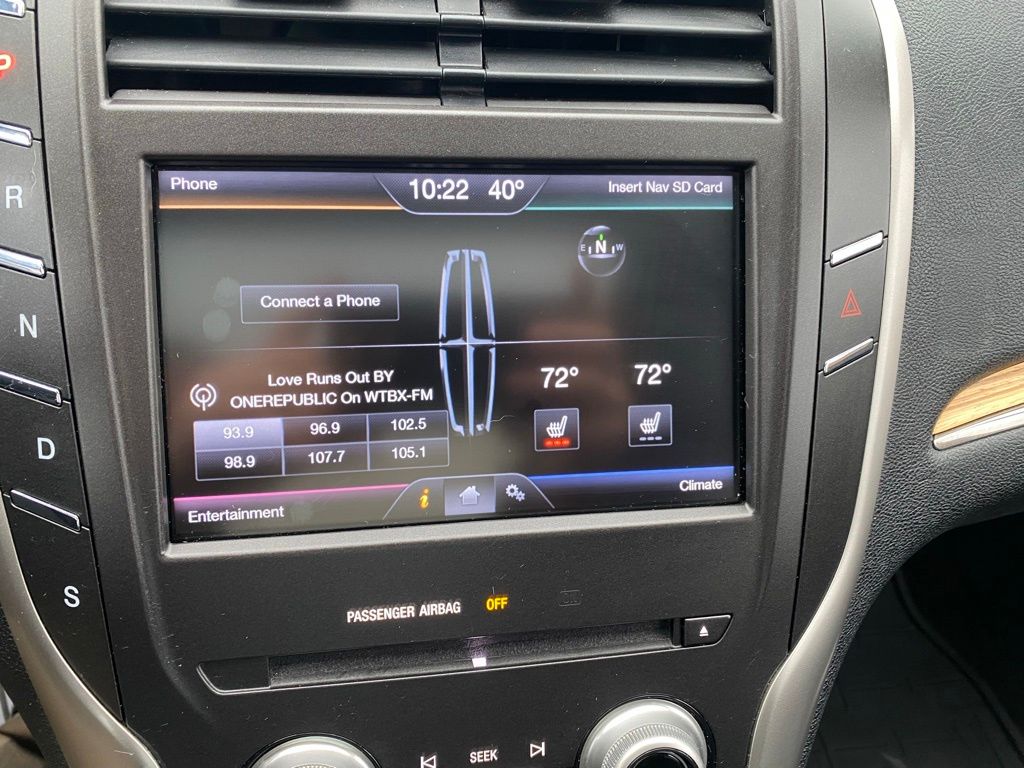 P
R
N
D
S
Phone
10:22 40°
Insert Nav SD Card
E N W
Connect a Phone
Love Runs Out BY
ONEREPUBLIC On WTBX-FM
93.9 96.9 102.5
98.9 107.7 105.1
72° 72°
Entertainment
i
Climate
PASSENGER AIRBAG OFF ON
SEEK